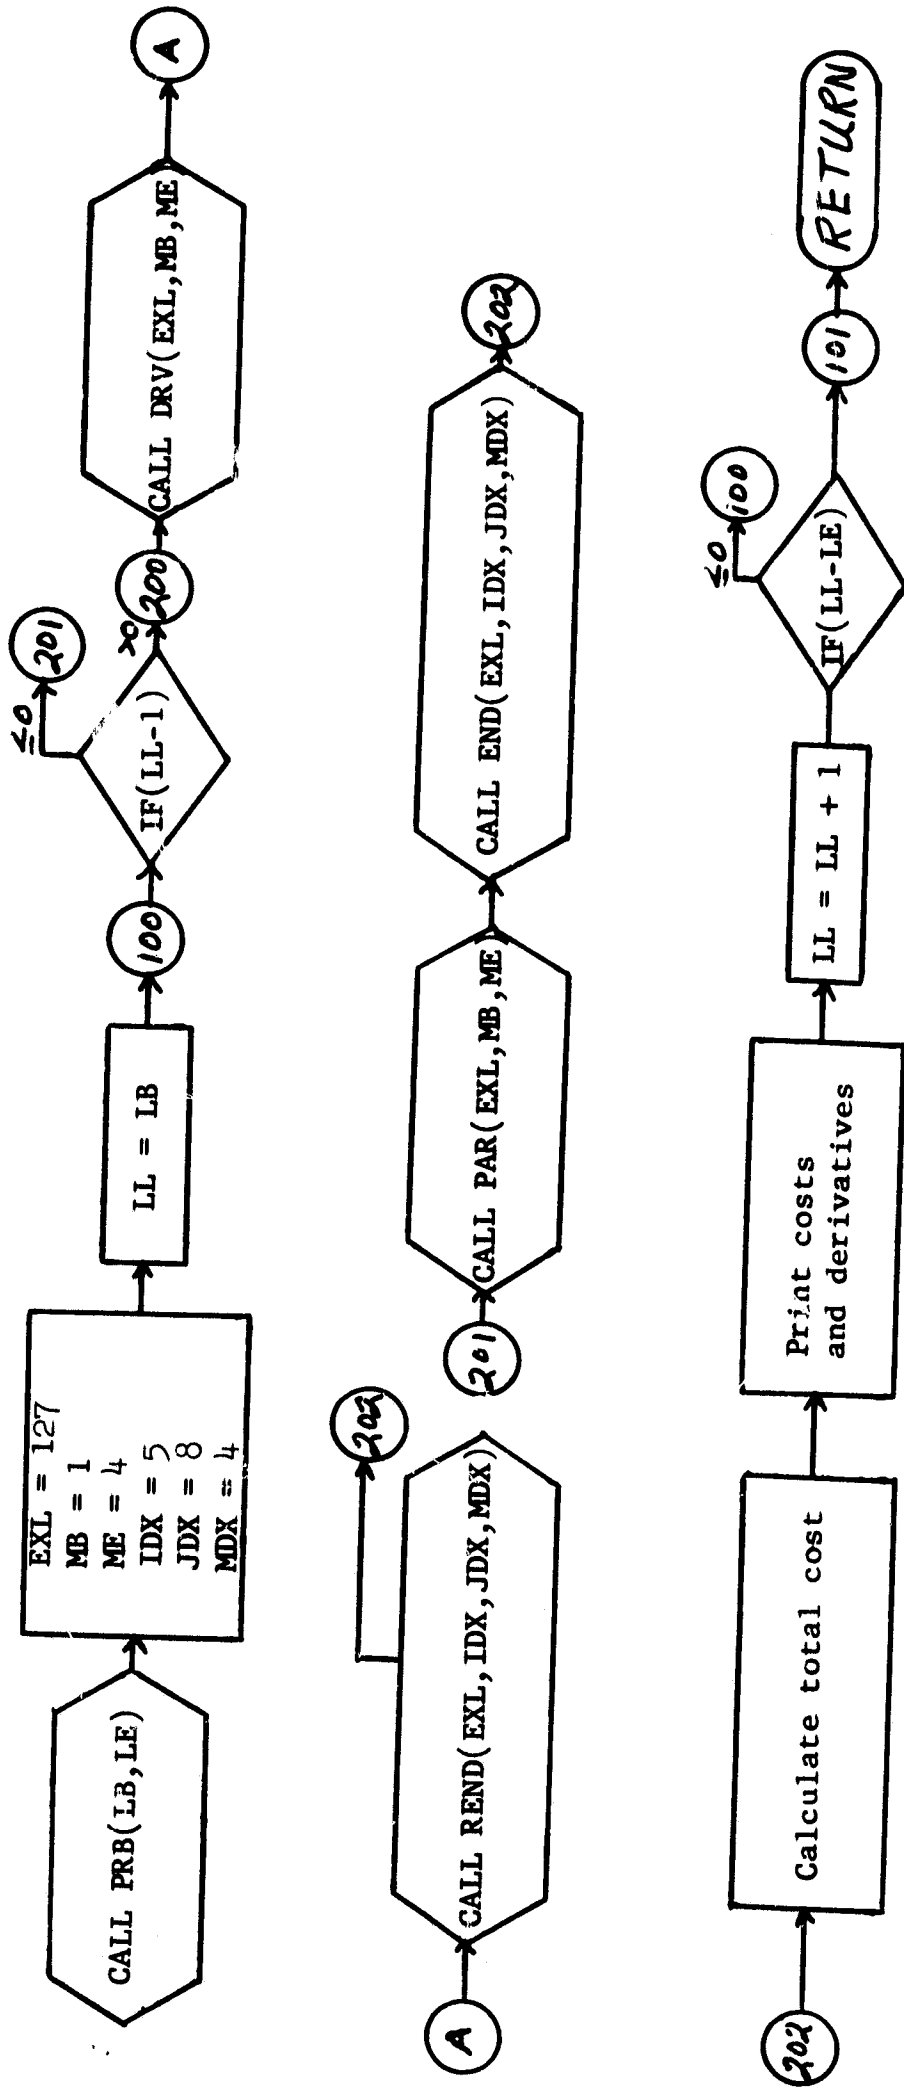 CALL PRB(LB,LE)
EXL = 127
MB = 1
ME = 4
IDX = 5
JDX = 8
MDX = 4
LL = LB
100
IF(LL-1)
≤0
201
>0
200
CALL DRV(EXL,MB,ME)
A
A
CALL REND(EXL,IDX,JDX,MDX)
202
201
CALL PAR(EXL,MB,ME)
CALL END(EXL,IDX,JDX,MDX)
202
202
Calculate total cost
Print costs
and derivatives
LL = LL + 1
IF(LL-LE)
≤0
100
101
RETURN